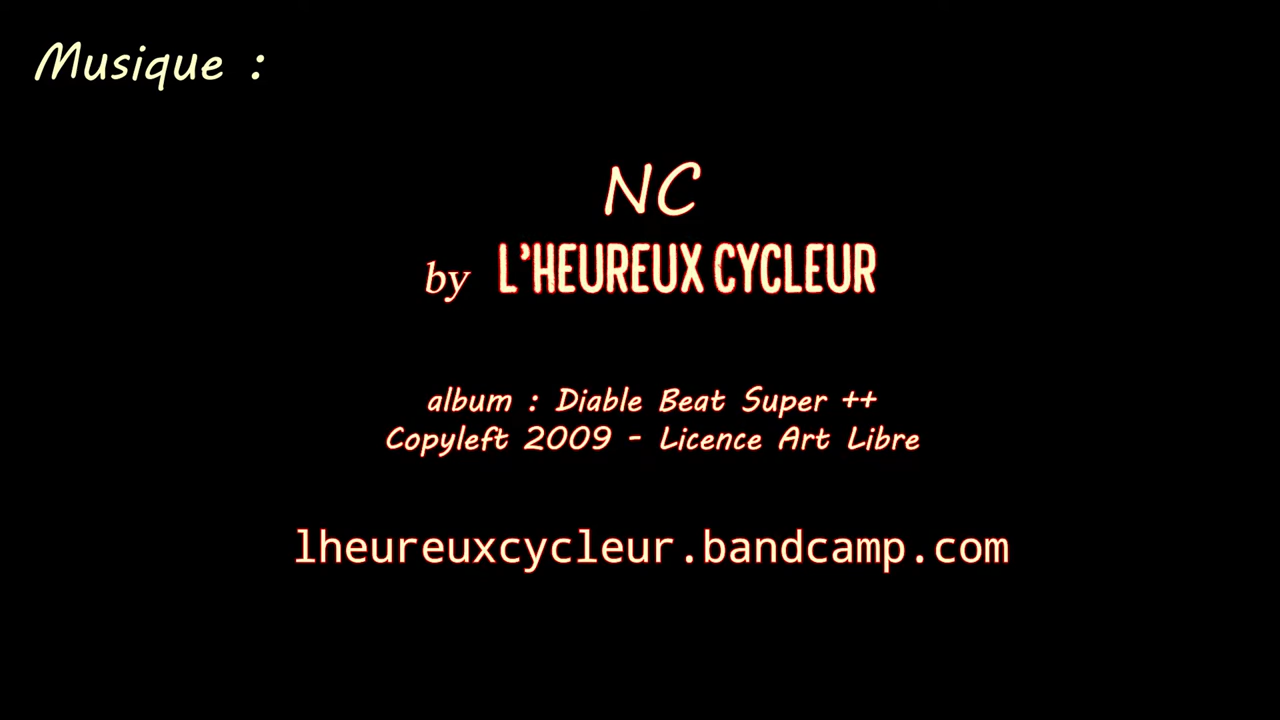 Musique :
NC
by L'HEUREUX CYCLEUR
album : Diable Beat Super ++
Copyleft 2009 - Licence Art Libre
lheureuxcycleur.bandcamp.com